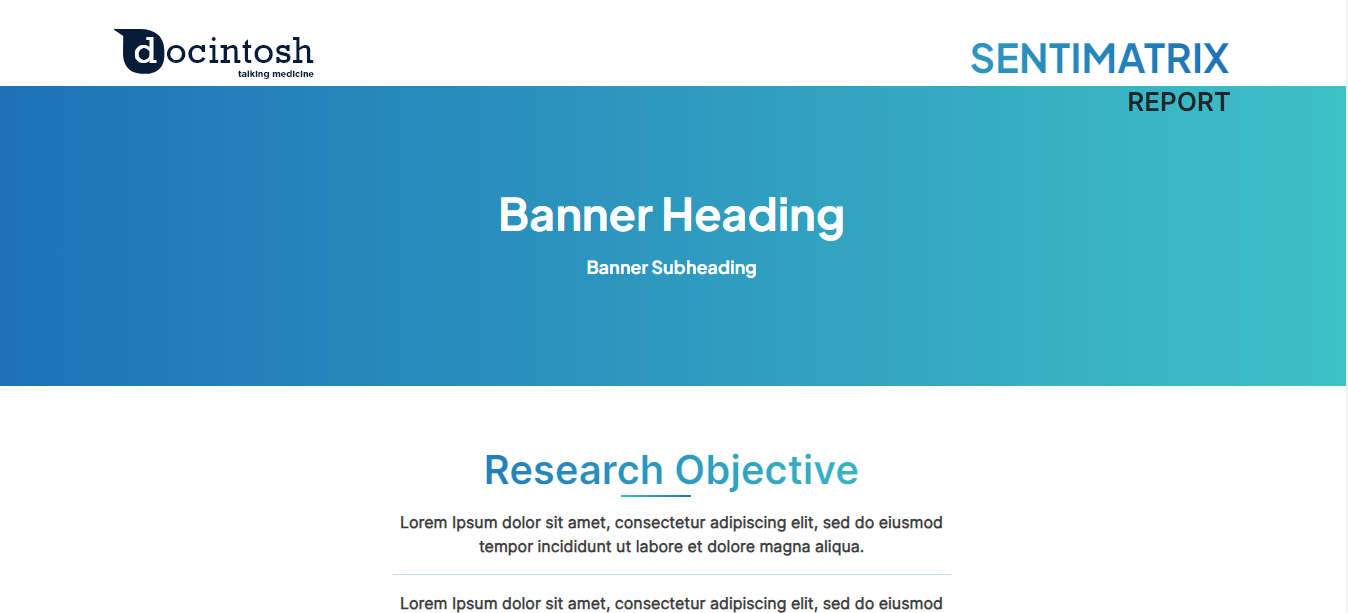 docintosh
talking medicine
SENTIMATRIX
REPORT
Banner Heading
Banner Subheading
Research Objective
Lorem Ipsum dolor sit amet, consectetur adipiscing elit, sed do eiusmod
tempor incididunt ut labore et dolore magna aliqua.
Lorem Ipsum dolor sit amet, consectetur adipiscing elit, sed do eiusmod